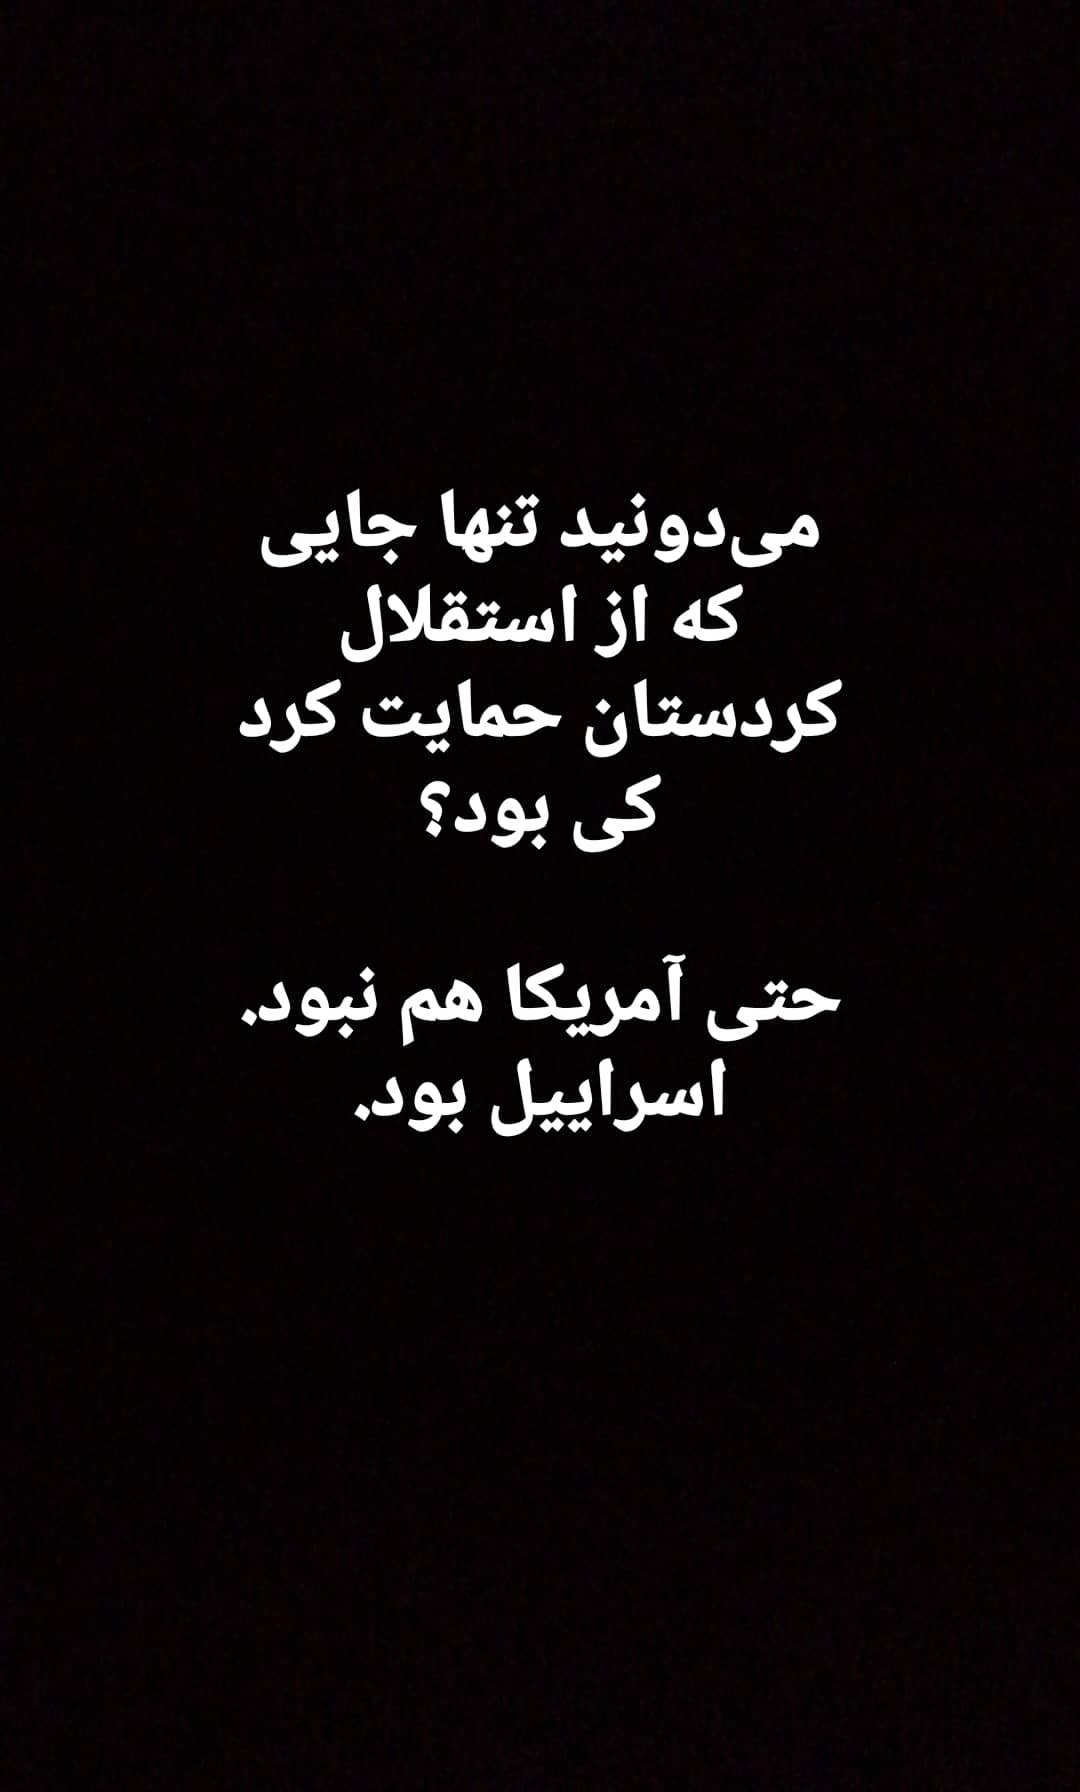 می‌دونید تنها جایی
که از استقلال
کردستان حمایت کرد
کی بود؟
حتی آمریکا هم نبود.
اسراییل بود.